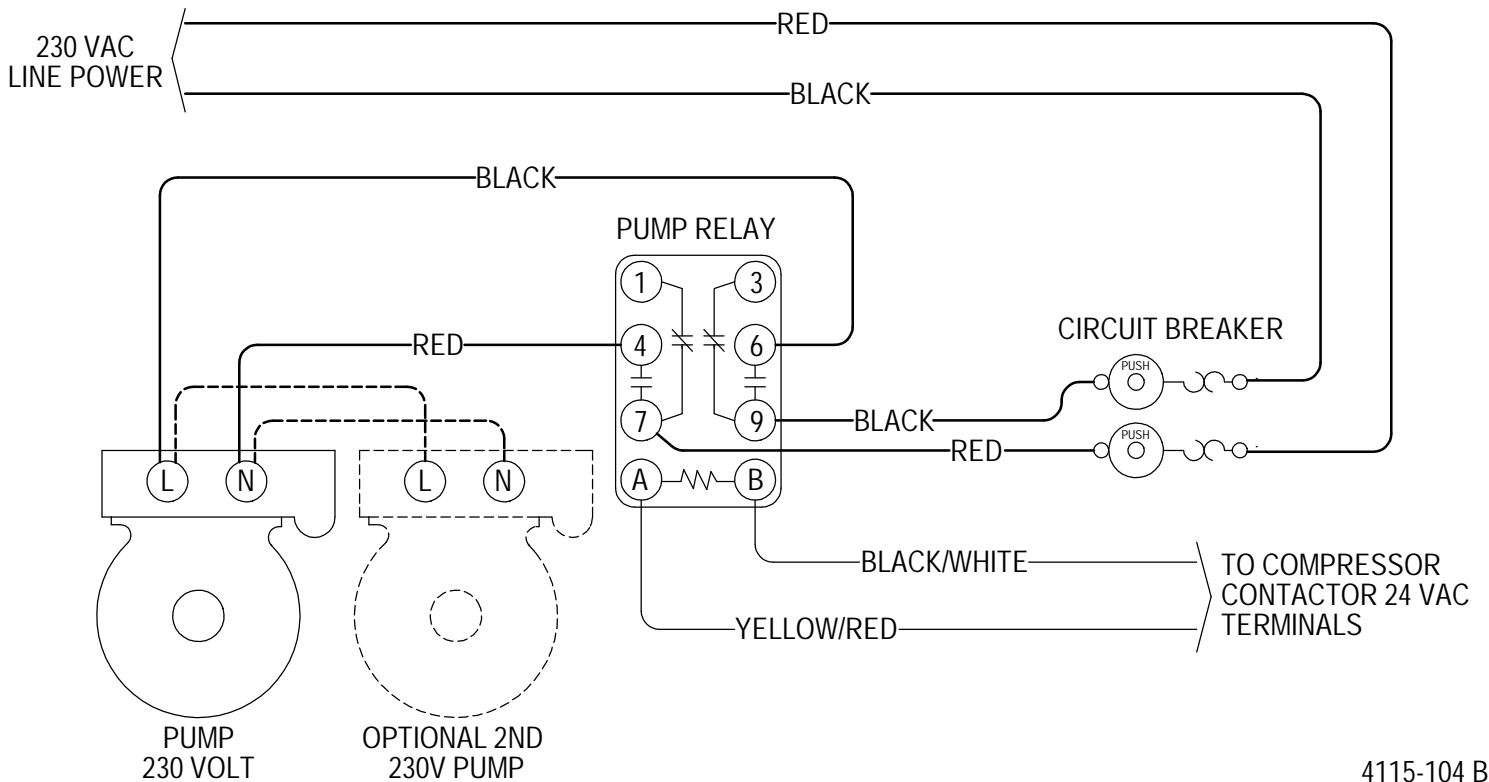 RED
230 VAC
LINE POWER
BLACK
BLACK
PUMP RELAY
1
3
RED
4
6
CIRCUIT BREAKER
PUSH
7
9
BLACK
PUSH
RED
L
N
L
N
A
B
BLACK/WHITE
TO COMPRESSOR
CONTACTOR 24 VAC
TERMINALS
YELLOW/RED
PUMP
230 VOLT
OPTIONAL 2ND
230V PUMP
4115-104 B